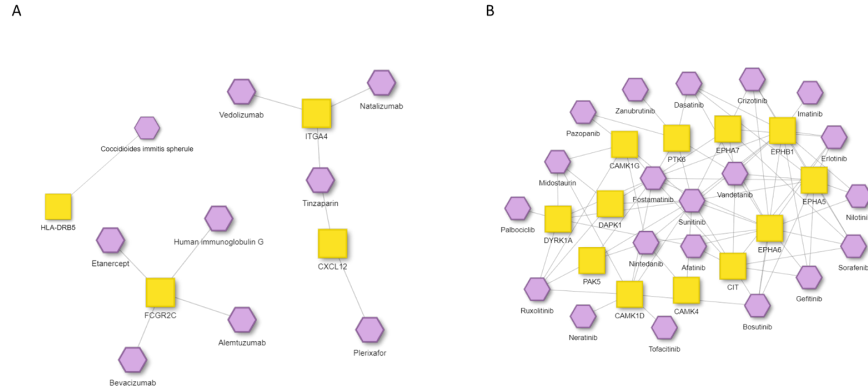 A
B
Vedolizumab
Natalizumab
ITGA4
Coccidioides immitis spherule
Tinzaparin
HLA-DRB5
Human immunoglobulin G
Etanercept
CXCL12
FCGR2C
Alemtuzumab
Plerixafor
Bevacizumab
Crizotinib
Zanubrutinib
Dasatinib
Imatinib
Pazopanib
EPHA7
EPHB1
PTK6
Erlotinib
CAMK1G
Midostaurin
Fostamatinib
Vandetanib
EPHA5
Palbociclib
DYRK1A
DAPK1
Sunitinib
Nilotinib
EPHA6
Nintedanib
Afatinib
Sorafenib
PAK5
CIT
Ruxolitinib
Gefitinib
CAMK1D
CAMK4
Bosutinib
Neratinib
Tofacitinib